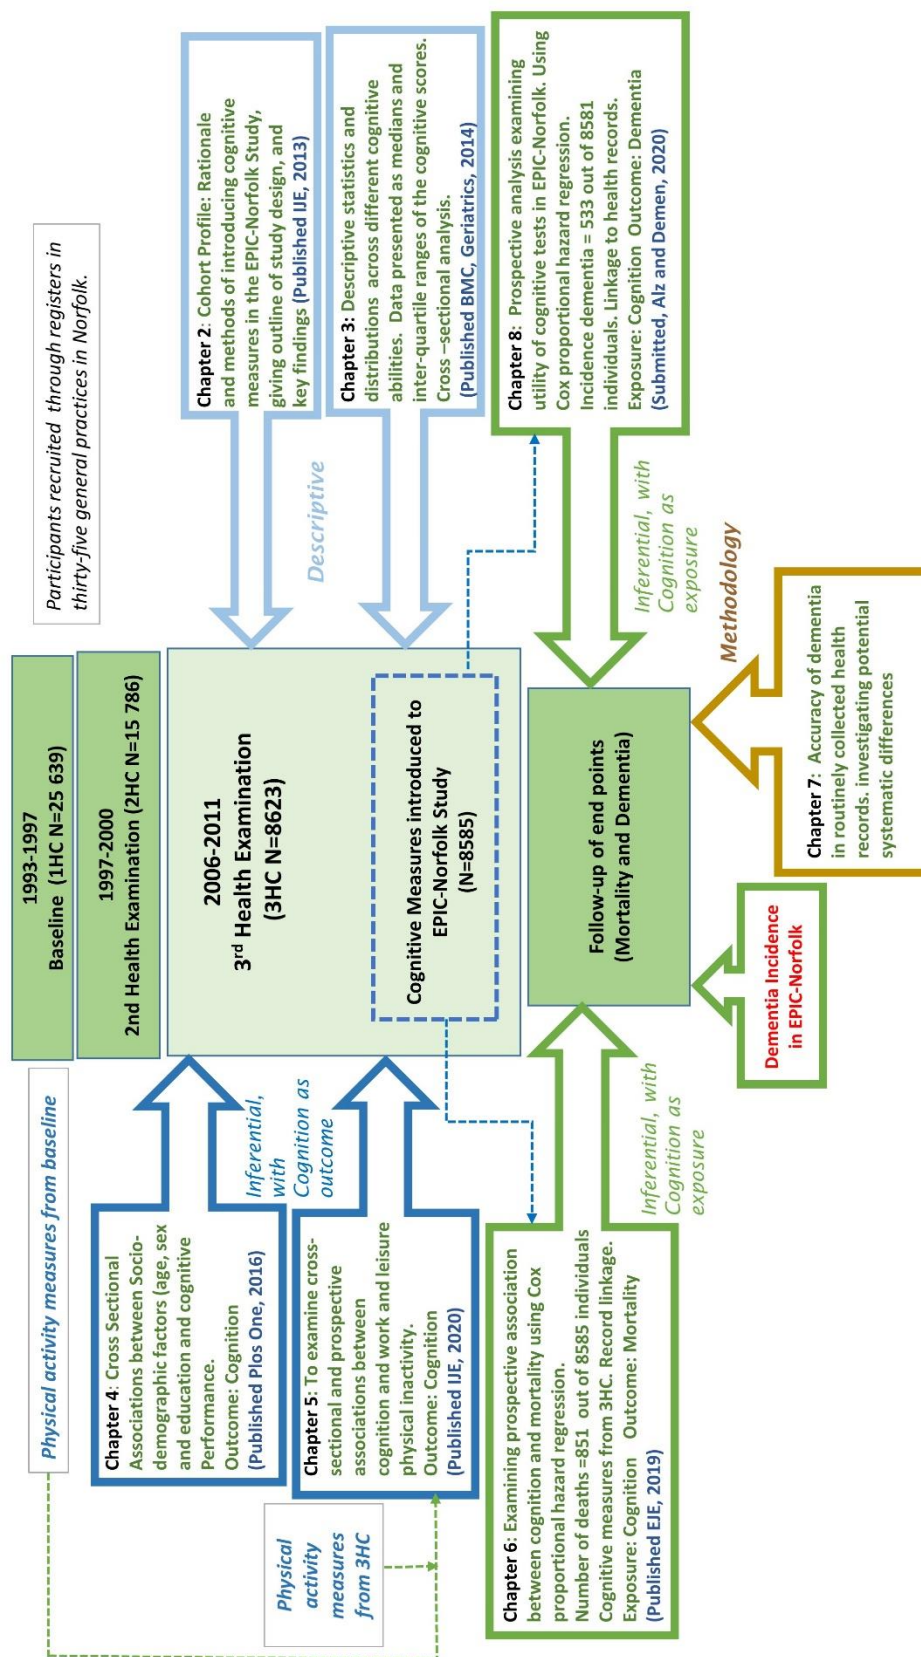 1993-1997
Baseline (1HC N=25 639)
1997-2000
2nd Health Examination (2HC N=15 786)
Participants recruited through registers in
thirty-five general practices in Norfolk.
Physical activity measures from baseline
2006-2011
3rd Health Examination
(3HC N=8623)
Cognitive Measures introduced to
EPIC-Norfolk Study
(N=8585)
Chapter 4: Cross Sectional
Associations between Socio-
demographic factors (age, sex
and education and cognitive
Performance.
Outcome: Cognition
(Published Plos One, 2016)
Inferential,
with
Cognition as
outcome
Chapter 5: To examine cross-
sectional and prospective
associations between
cognition and work and leisure
physical inactivity.
Outcome: Cognition
(Published IJE, 2020)
Physical
activity
measures
from 3HC
Chapter 2: Cohort Profile: Rationale
and methods of introducing cognitive
measures in the EPIC-Norfolk Study,
giving outline of study design, and
key findings (Published IJE, 2013)
Descriptive
Chapter 3: Descriptive statistics and
distributions across different cognitive
abilities. Data presented as medians and
inter-quartile ranges of the cognitive scores.
Cross –sectional analysis.
(Published BMC, Geriatrics, 2014)
Chapter 6: Examining prospective association
between cognition and mortality using Cox
proportional hazard regression.
Number of deaths =851 out of 8585 individuals
Cognitive measures from 3HC. Record linkage.
Exposure: Cognition Outcome: Mortality
(Published EJE, 2019)
Inferential, with
Cognition as
exposure
Follow-up of end points
(Mortality and Dementia)
Chapter 8: Prospective analysis examining
utility of cognitive tests in EPIC-Norfolk. Using
Cox proportional hazard regression.
Incidence dementia = 533 out of 8581
individuals. Linkage to health records.
Exposure: Cognition Outcome: Dementia
(Submitted, Alz and Demen, 2020)
Inferential, with
Cognition as
exposure
Dementia Incidence
in EPIC-Norfolk
Methodology
Chapter 7: Accuracy of dementia
in routinely collected health
records. investigating potential
systematic differences